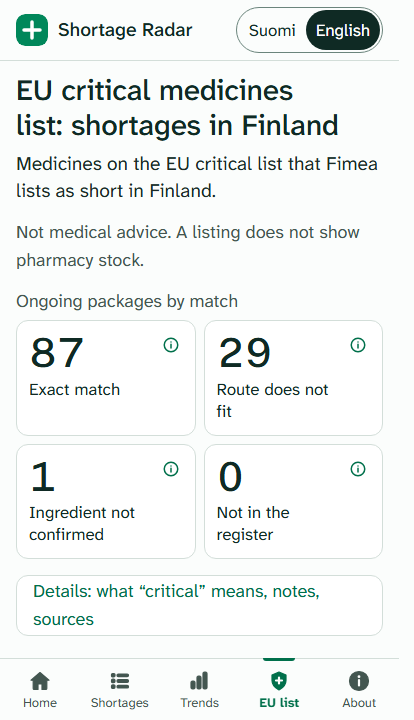 Shortage Radar
Suomi
English
EU critical medicines
list: shortages in Finland
Medicines on the EU critical list that Fimea
lists as short in Finland.
Not medical advice. A listing does not show
pharmacy stock.
Ongoing packages by match
87
Exact match
29
Route does not
fit
1
Ingredient not
confirmed
0
Not in the
register
Details: what “critical” means, notes,
sources
Home
Shortages
Trends
EU list
About